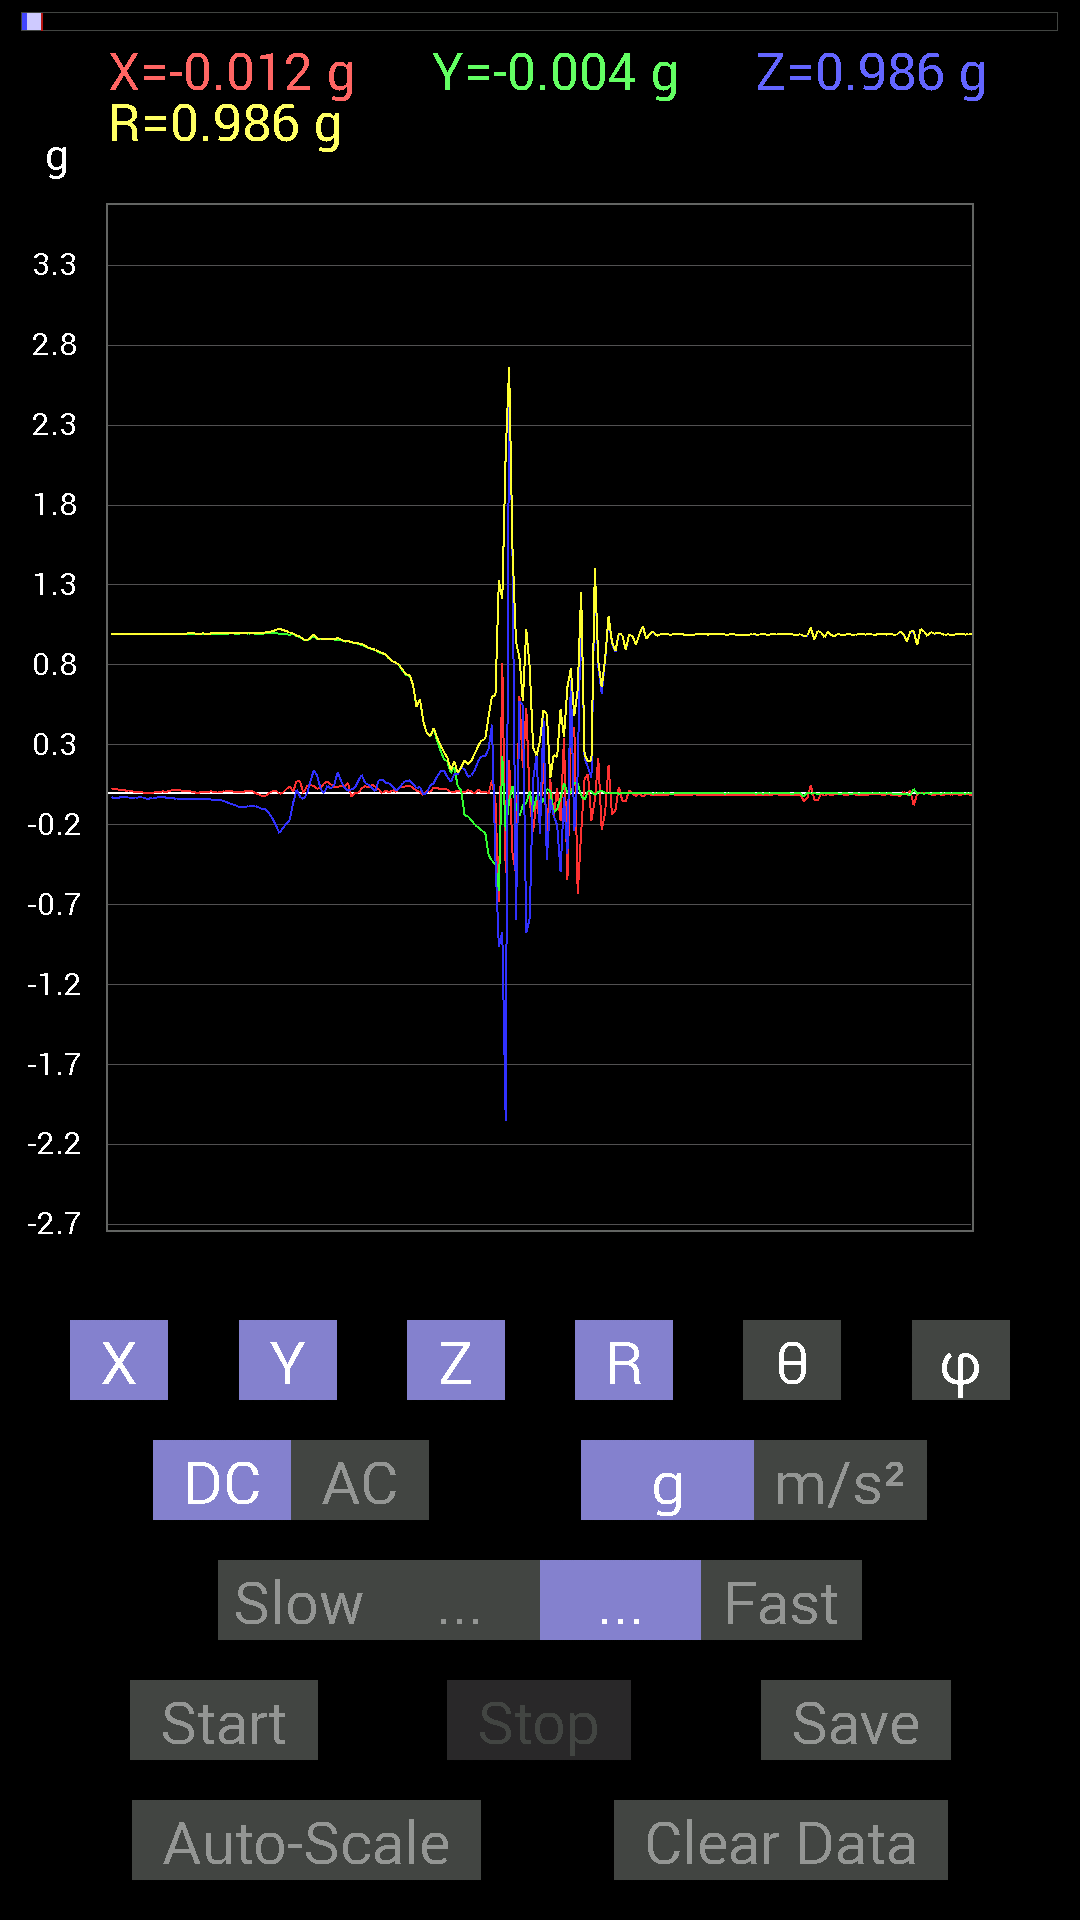 X=-0.012 g Y=-0.004 g Z=0.986 g
R=0.986 g
g
3.3
2.8
2.3
1.8
1.3
0.8
0.3
-0.2
-0.7
-1.2
-1.7
-2.2
-2.7
X Y Z R θ φ
DC AC g m/s²
Slow ... ... Fast
Start Stop Save
Auto-Scale Clear Data